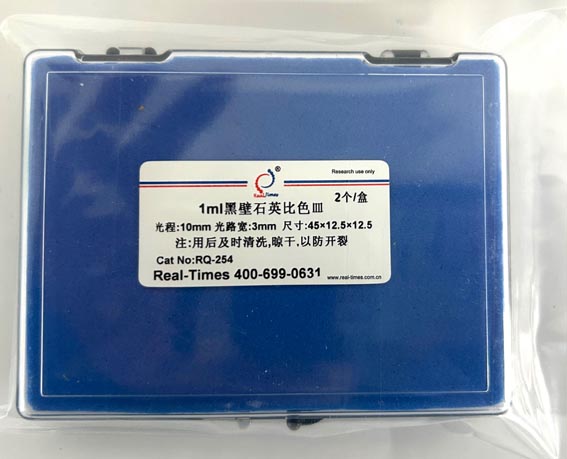 Research use only
®
Real-Times
2个/盒
1ml黑壁石英比色皿
光程:10mm 光路宽:3mm 尺寸:45×12.5×12.5
注:用后及时清洗,晾干,以防开裂
Cat No:RQ-254
Real-Times 400-699-0631
www.real-times.com.cn